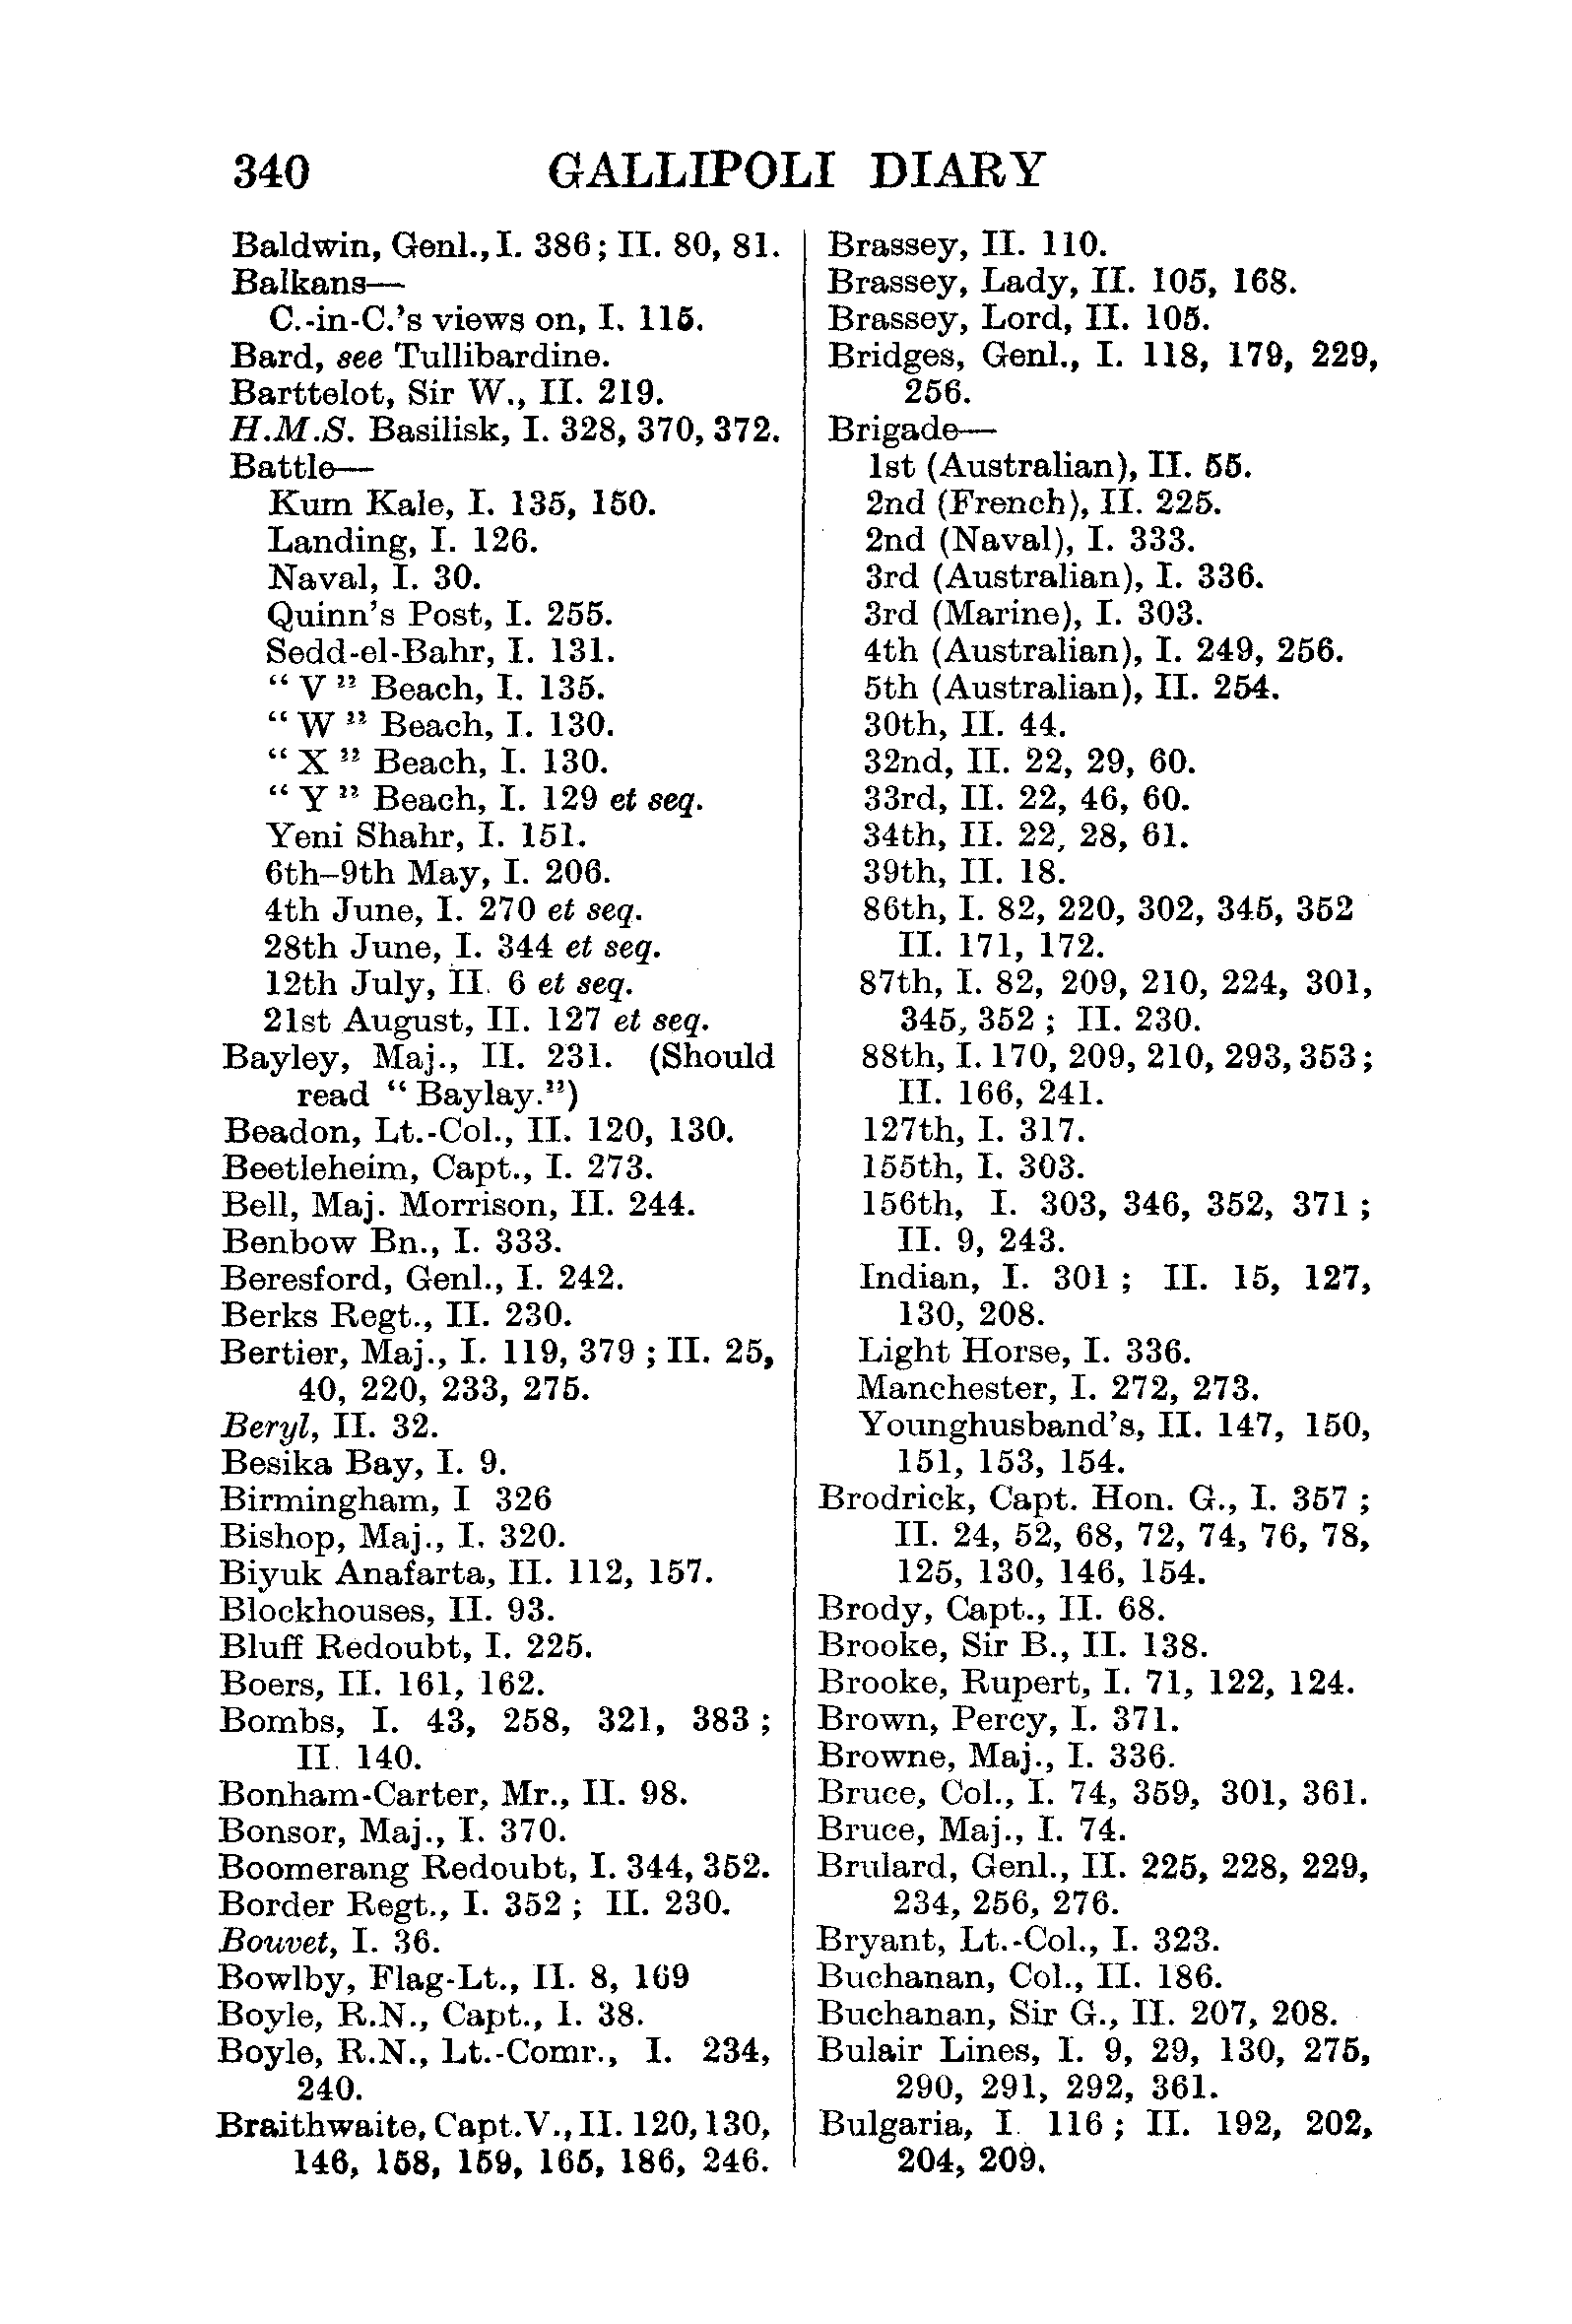 340 GALLIPOLI DIARY
Baldwin, Genl., I. 386; II. 80, 81.
Balkans—
C.-in-C.'s views on, I. 115.
Bard, see Tullibardine.
Barttelot, Sir W., II. 219.
H.M.S. Basilisk, I. 328, 370, 372.
Battle—
Kum Kale, I. 135, 150.
Landing, I. 126.
Naval, I. 30.
Quinn's Post, I. 255.
Sedd-el-Bahr, I. 131.
"V" Beach, I. 135.
"W" Beach, I. 130.
"X" Beach, I. 130.
"Y" Beach, I. 129 et seq.
Yeni Shahr, I. 151.
6th–9th May, I. 206.
4th June, I. 270 et seq.
28th June, I. 344 et seq.
12th July, II. 6 et seq.
21st August, II. 127 et seq.
Bayley, Maj., II. 231. (Should
read "Baylay.")
Beadon, Lt.-Col., II. 120, 130.
Beetleheim, Capt., I. 273.
Bell, Maj. Morrison, II. 244.
Benbow Bn., I. 333.
Beresford, Genl., I. 242.
Berks Regt., II. 230.
Bertier, Maj., I. 119, 379; II. 25,
40, 220, 233, 275.
Beryl, II. 32.
Besika Bay, I. 9.
Birmingham, I 326
Bishop, Maj., I. 320.
Biyuk Anafarta, II. 112, 157.
Blockhouses, II. 93.
Bluff Redoubt, I. 225.
Boers, II. 161, 162.
Bombs, I. 43, 258, 321, 383;
II. 140.
Bonham-Carter, Mr., II. 98.
Bonsor, Maj., I. 370.
Boomerang Redoubt, I. 344, 352.
Border Regt., I. 352; II. 230.
Bouvet, I. 36.
Bowlby, Flag-Lt., II. 8, 169
Boyle, R.N., Capt., I. 38.
Boyle, R.N., Lt.-Comr., I. 234,
240.
Braithwaite, Capt. V., II. 120, 130,
146, 158, 159, 165, 186, 246.
Brassey, II. 110.
Brassey, Lady, II. 105, 168.
Brassey, Lord, II. 105.
Bridges, Genl., I. 118, 179, 229,
256.
Brigade—
1st (Australian), II. 55.
2nd (French), II. 225.
2nd (Naval), I. 333.
3rd (Australian), I. 336.
3rd (Marine), I. 303.
4th (Australian), I. 249, 256.
5th (Australian), II. 254.
30th, II. 44.
32nd, II. 22, 29, 60.
33rd, II. 22, 46, 60.
34th, II. 22, 28, 61.
39th, II. 18.
86th, I. 82, 220, 302, 345, 352
II. 171, 172.
87th, I. 82, 209, 210, 224, 301,
345, 352; II. 230.
88th, I. 170, 209, 210, 293, 353;
II. 166, 241.
127th, I. 317.
155th, I. 303.
156th, I. 303, 346, 352, 371;
II. 9, 243.
Indian, I. 301; II. 15, 127,
130, 208.
Light Horse, I. 336.
Manchester, I. 272, 273.
Younghusband's, II. 147, 150,
151, 153, 154.
Brodrick, Capt. Hon. G., I. 357;
II. 24, 52, 68, 72, 74, 76, 78,
125, 130, 146, 154.
Brody, Capt., II. 68.
Brooke, Sir B., II. 138.
Brooke, Rupert, I. 71, 122, 124.
Brown, Percy, I. 371.
Browne, Maj., I. 336.
Bruce, Col., I. 74, 359, 301, 361.
Bruce, Maj., I. 74.
Brulard, Genl., II. 225, 228, 229,
234, 256, 276.
Bryant, Lt.-Col., I. 323.
Buchanan, Col., II. 186.
Buchanan, Sir G., II. 207, 208.
Bulair Lines, I. 9, 29, 130, 275,
290, 291, 292, 361.
Bulgaria, I. 116; II. 192, 202,
204, 209.